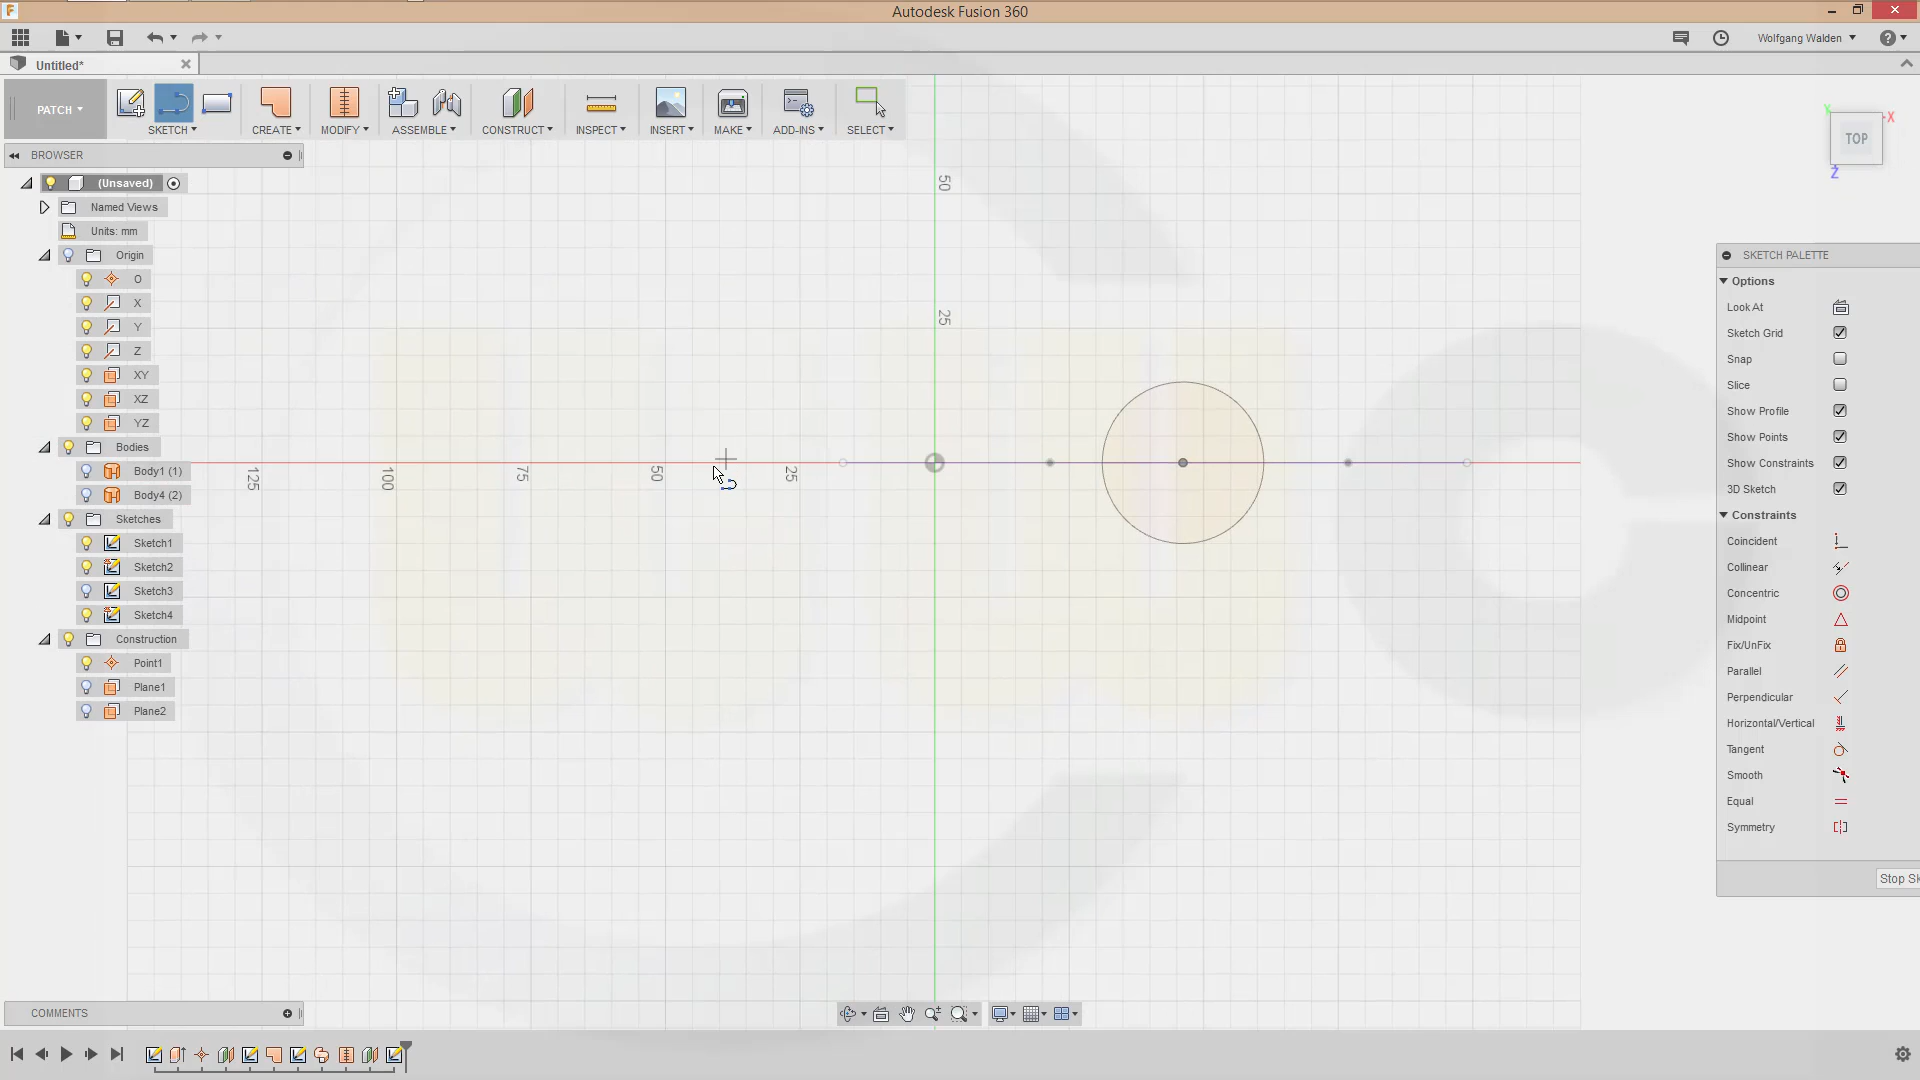 Autodesk Fusion 360
Wolfgang Walden
Untitled*
PATCH
SKETCH
CREATE
MODIFY
ASSEMBLE
CONSTRUCT
INSPECT
INSERT
MAKE
ADD-INS
SELECT
BROWSER
(Unsaved)
Named Views
Units: mm
Origin
O
X
Y
Z
XY
XZ
YZ
Bodies
Body1 (1)
Body4 (2)
Sketches
Sketch1
Sketch2
Sketch3
Sketch4
Construction
Point1
Plane1
Plane2
50
25
125
100
75
50
25
Y
X
TOP
Z
SKETCH PALETTE
Options
Look At
Sketch Grid
Snap
Slice
Show Profile
Show Points
Show Constraints
3D Sketch
Constraints
Coincident
Collinear
Concentric
Midpoint
Fix/UnFix
Parallel
Perpendicular
Horizontal/Vertical
Tangent
Smooth
Equal
Symmetry
Stop Sk
COMMENTS